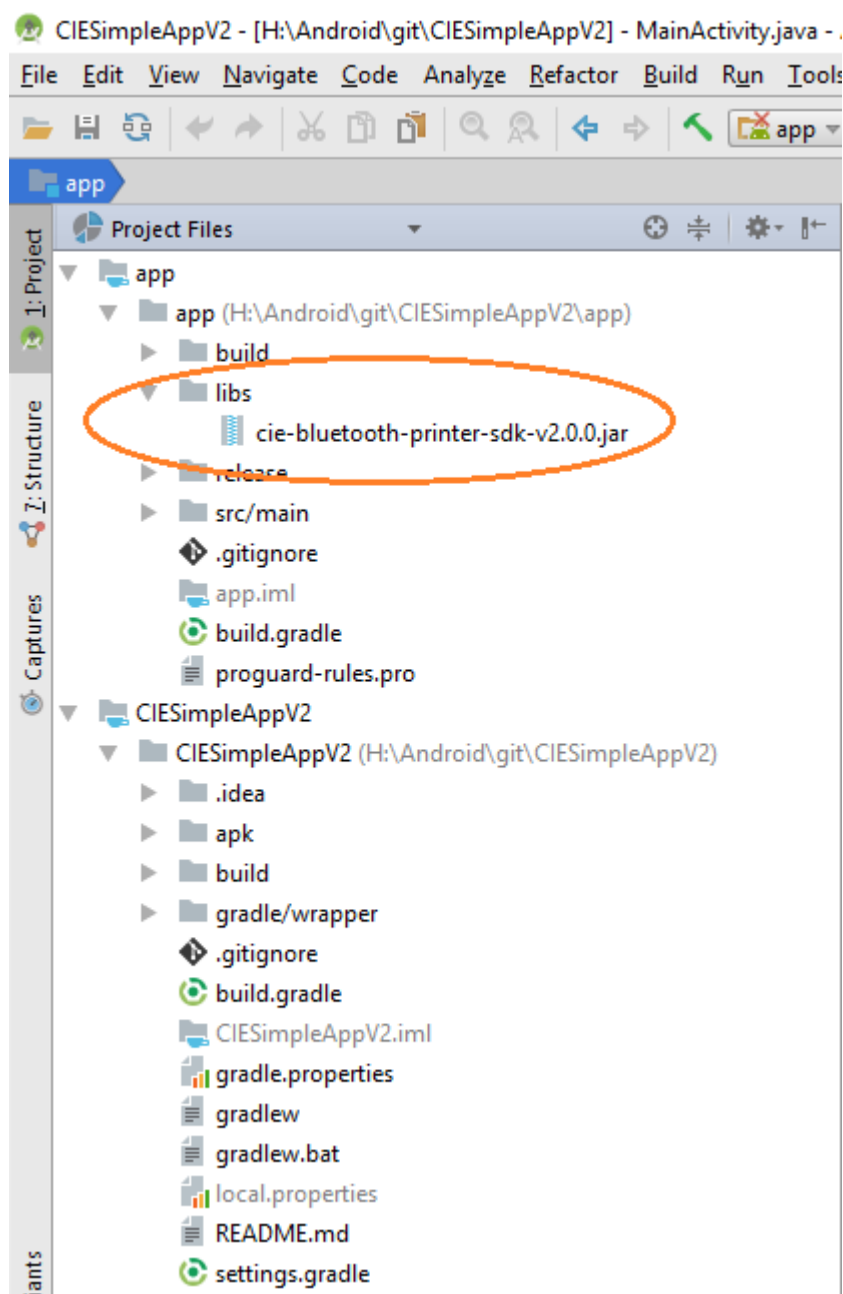 CIESimpleAppV2 - [H:\Android\git\CIESimpleAppV2] - MainActivity.java -
File Edit View Navigate Code Analyze Refactor Build Run Tools
app
app
1: Project
Project Files
app
app (H:\Android\git\CIESimpleAppV2\app)
build
libs
cie-bluetooth-printer-sdk-v2.0.0.jar
release
src/main
.gitignore
app.iml
build.gradle
proguard-rules.pro
7: Structure
Captures
CIESimpleAppV2
CIESimpleAppV2 (H:\Android\git\CIESimpleAppV2)
.idea
apk
build
gradle/wrapper
.gitignore
build.gradle
CIESimpleAppV2.iml
gradle.properties
gradlew
gradlew.bat
local.properties
README.md
settings.gradle